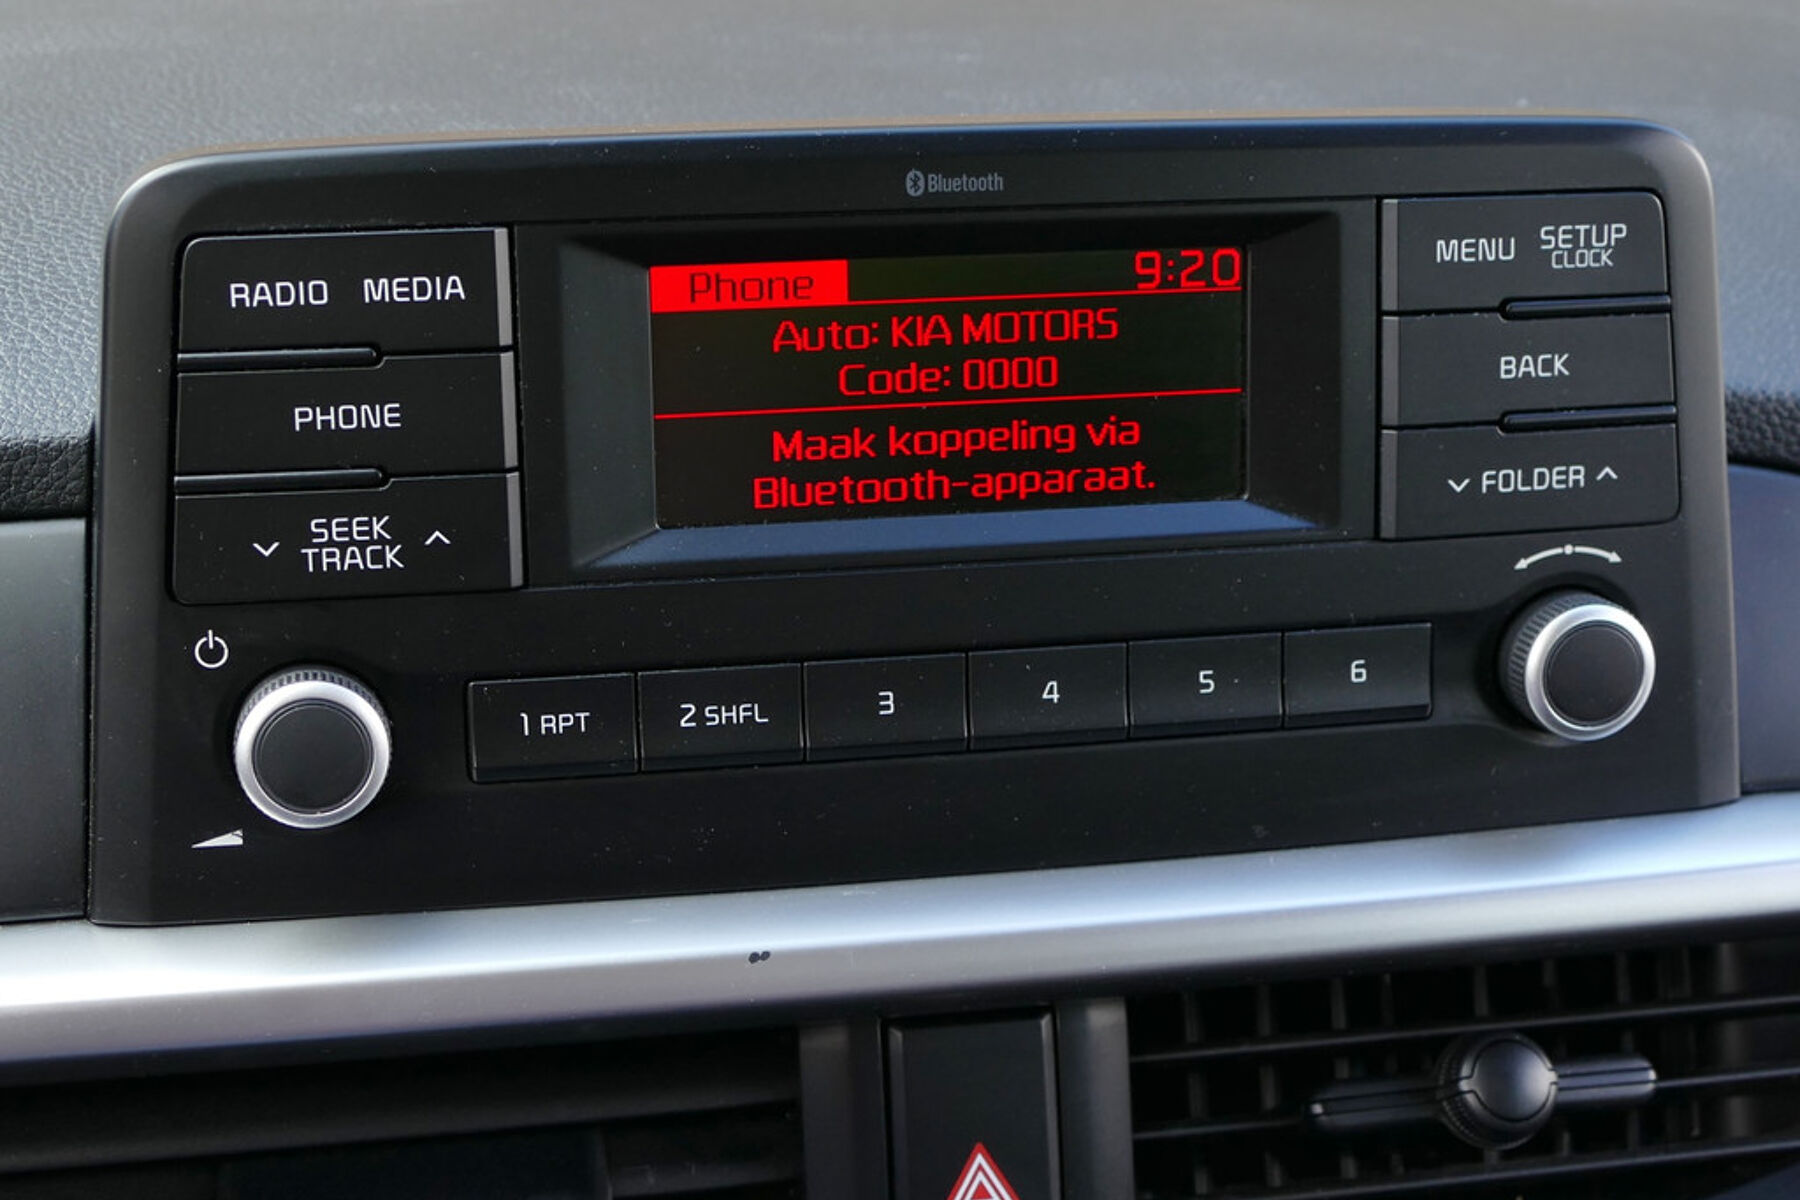 Bluetooth
RADIO MEDIA
PHONE
SEEK
TRACK
Phone 9:20
Auto: KIA MOTORS
Code: 0000
Maak koppeling via
Bluetooth-apparaat.
MENU SETUP
CLOCK
BACK
FOLDER
1 RPT
2 SHFL
3
4
5
6